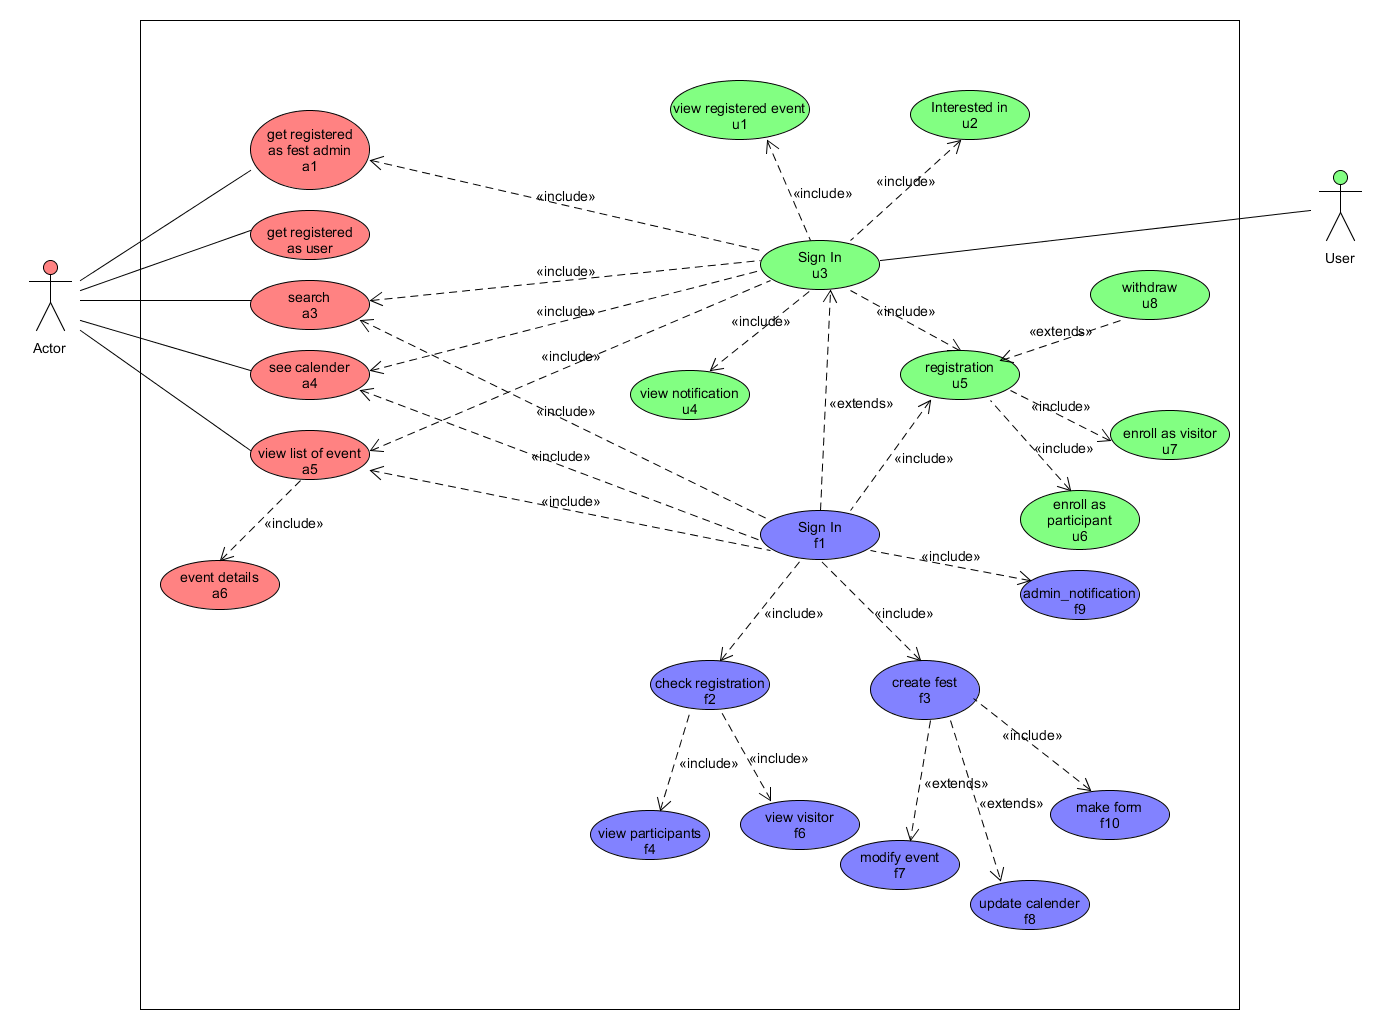 view registered event
u1
Interested in
u2
get registered
as fest admin
a1
«include»
«include»
«include»
get registered
as user
Sign In
u3
User
«include»
search
a3
withdraw
u8
«include»
«include»
«include»
«extends»
Actor
see calender
a4
«include»
registration
u5
view notification
u4
«extends»
«include»
«include»
enroll as visitor
u7
view list of event
a5
«include»
«include»
«include»
«include»
enroll as
participant
u6
«include»
Sign In
f1
«include»
event details
a6
admin_notification
f9
«include»
«include»
check registration
f2
create fest
f3
«include»
«include»
«include»
«extends»
«extends»
view participants
f4
view visitor
f6
make form
f10
modify event
f7
update calender
f8